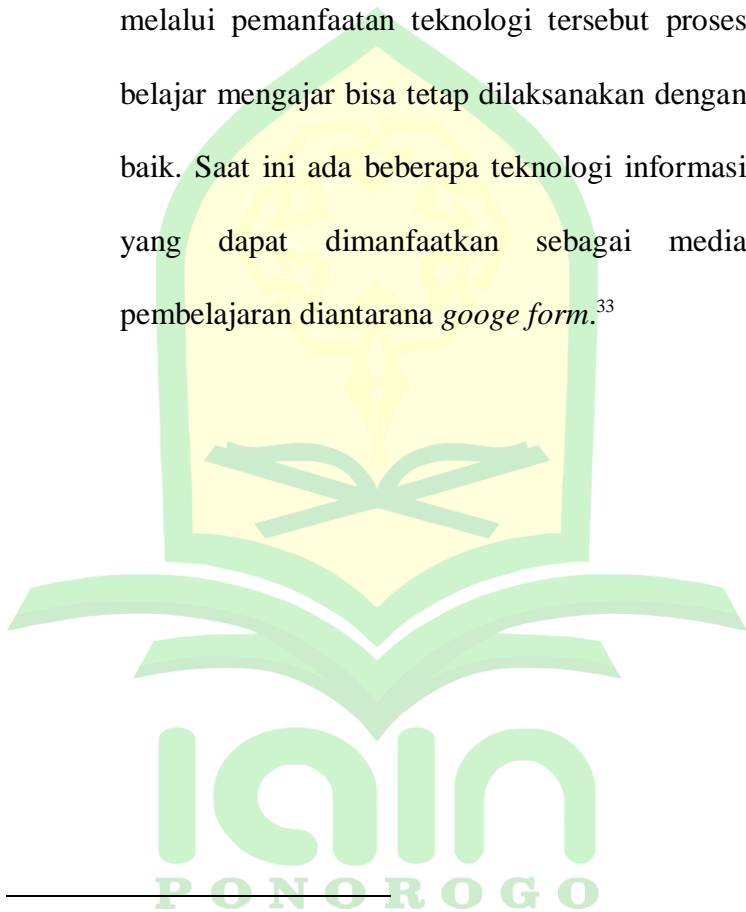 melalui pemanfaatan teknologi tersebut proses
belajar mengajar bisa tetap dilaksanakan dengan
baik. Saat ini ada beberapa teknologi informasi
yang dapat dimanfaatkan sebagai media
pembelajaran diantarana googe form.33
iain
PONOROGO